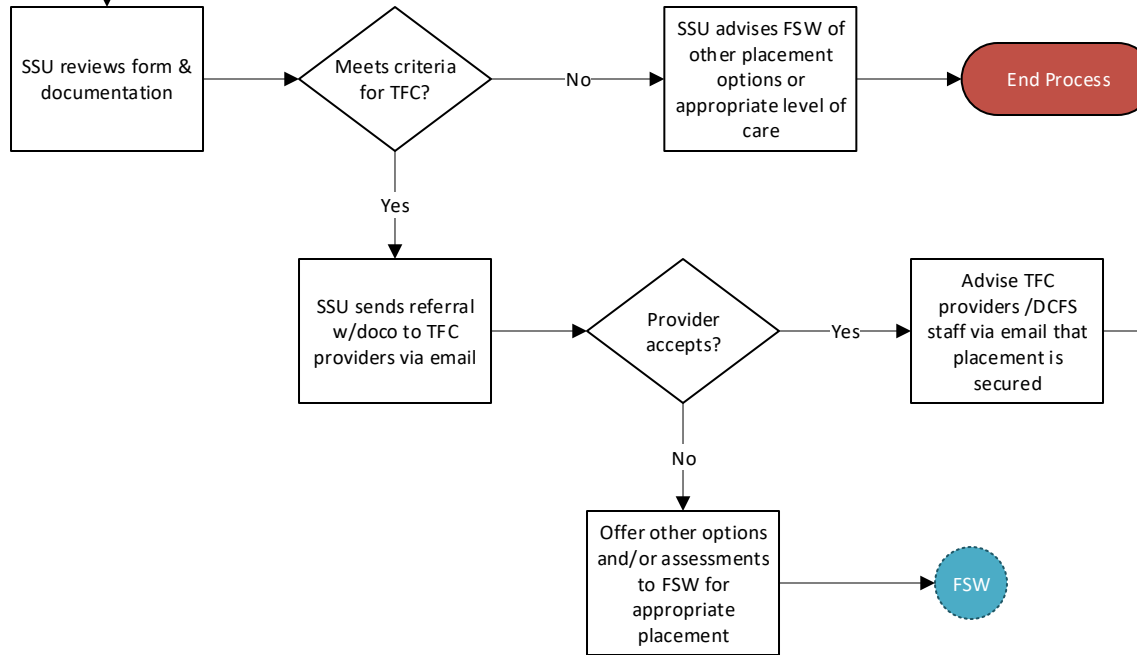 SSU reviews form &
documentation
Meets criteria
for TFC?
No
SSU advises FSW of
other placement
options or
appropriate level of
care
End Process
Yes
SSU sends referral
w/doco to TFC
providers via email
Provider
accepts?
Yes
Advise TFC
providers /DCFS
staff via email that
placement is
secured
No
Offer other options
and/or assessments
to FSW for
appropriate
placement
FSW